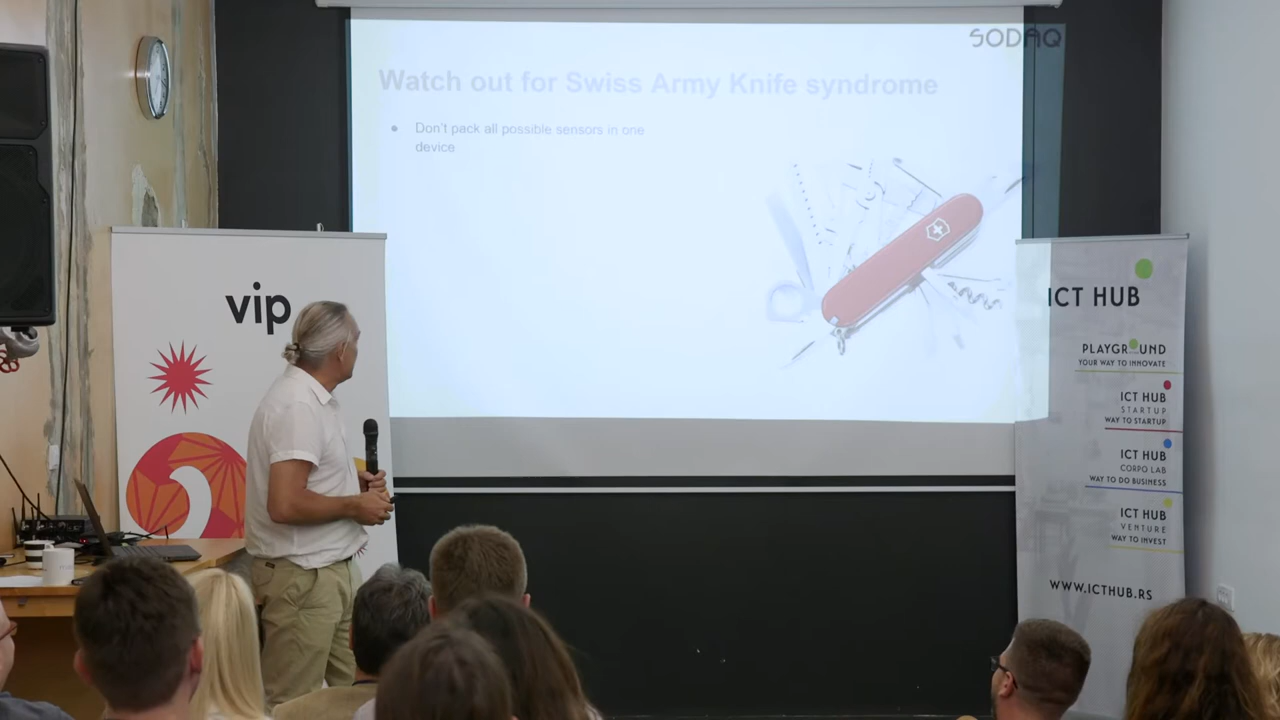 SODAQ
Watch out for Swiss Army Knife syndrome
Don't pack all possible sensors in one
device
vip
ICT HUB
PLAYGROUND
YOUR WAY TO INNOVATE
ICT HUB
STARTUP
WAY TO STARTUP
ICT HUB
CORPO LAB
WAY TO DO BUSINESS
ICT HUB
VENTURE
WAY TO INVEST
WWW.ICTHUB.RS